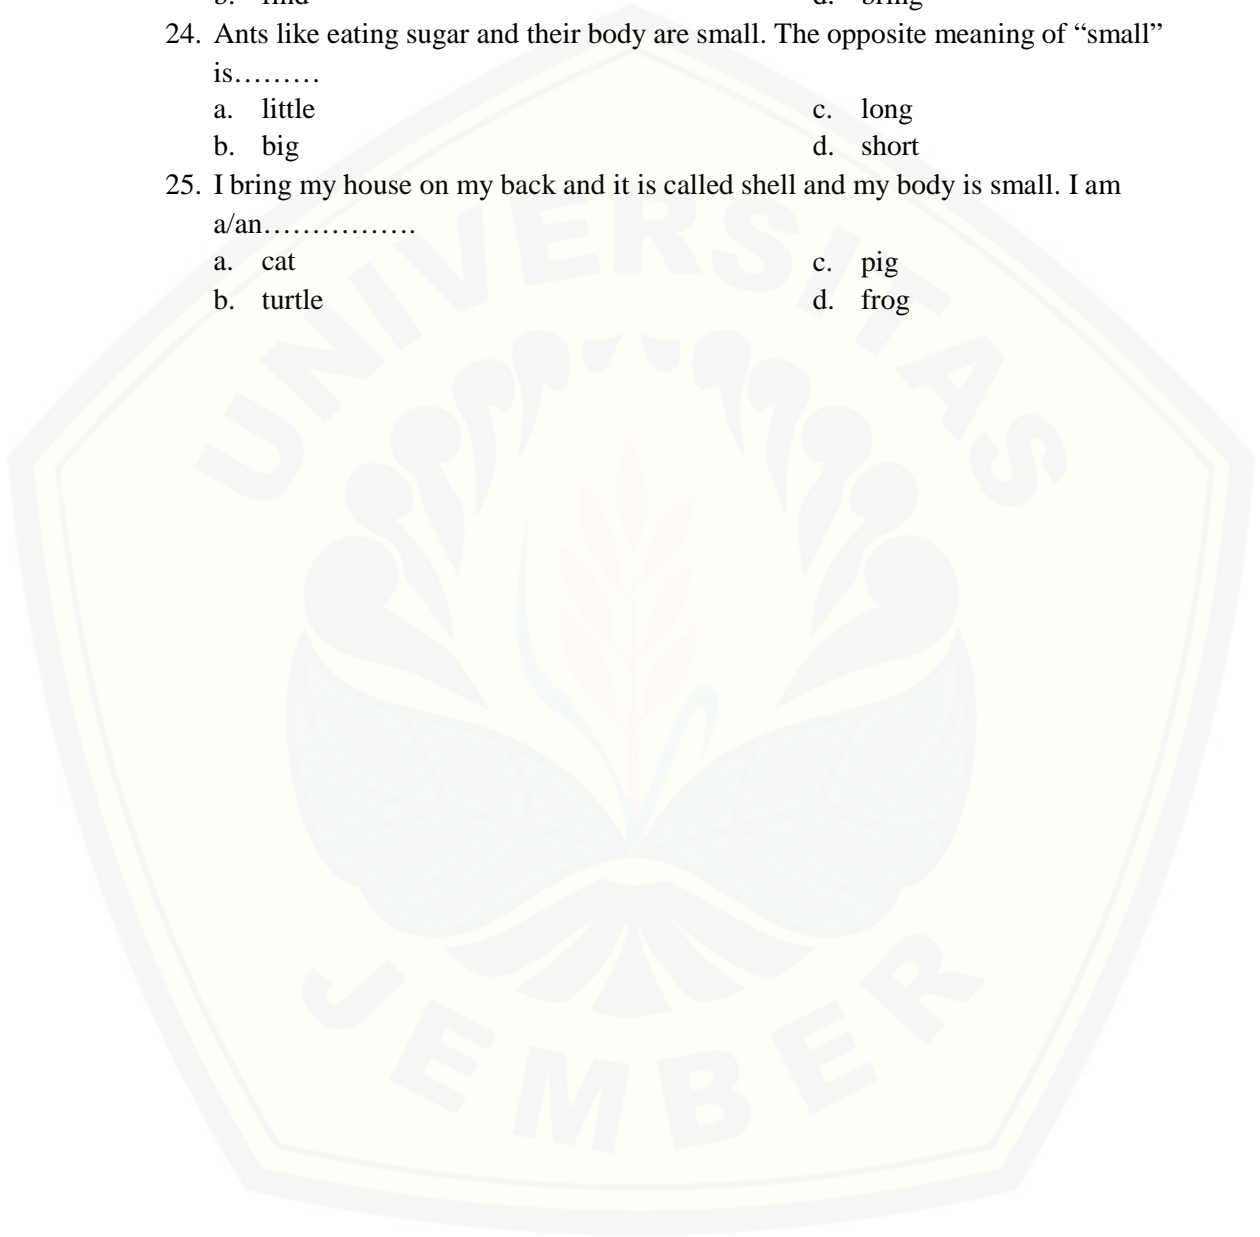 24. Ants like eating sugar and their body are small. The opposite meaning of “small”
is………
a. little c. long
b. big d. short
25. I bring my house on my back and it is called shell and my body is small. I am
a/an…………….
a. cat c. pig
b. turtle d. frog
UNIVERSITAS
JEMBER